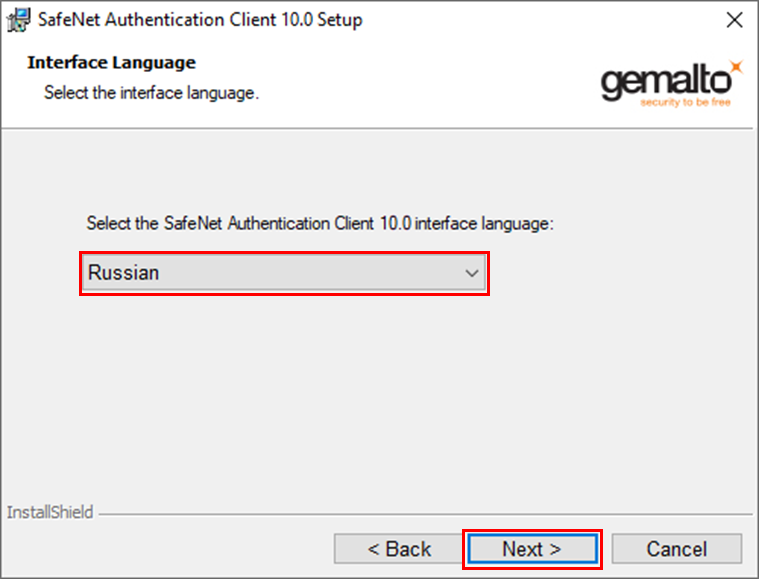 SafeNet Authentication Client 10.0 Setup
Interface Language
Select the interface language.
gemalto
security to be free
Select the SafeNet Authentication Client 10.0 interface language:
Russian
InstallShield
< Back
Next >
Cancel